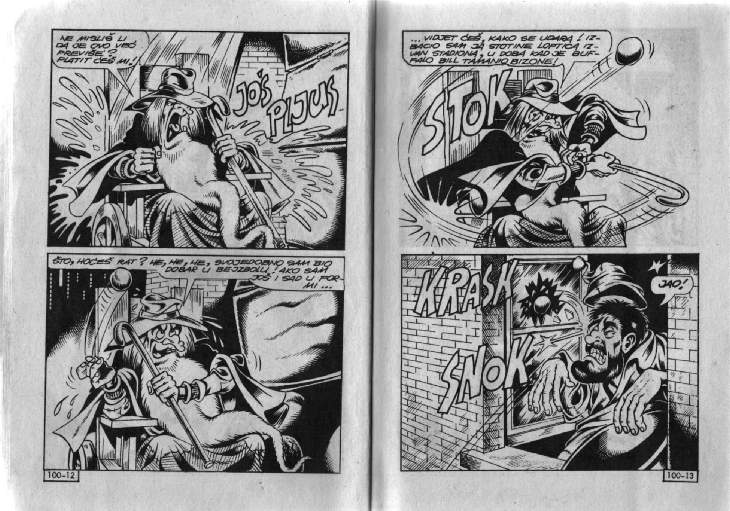 NE MISLIŠ LI
DA JE OVO VEĆ
PREVIŠE?
PLATIT ĆEŠ MI!
JOŠ
PLJUS
ŠTO, HOĆEŠ RAT? HE, HE, HE, SVOJEDOBNO SAM BIO
DOBAR U BEJZBOLU! AKO SAM
JOŠ I SAD U FOR-
MI ...
100-12
... VIDJET ĆEŠ, KAKO SE UDARA! IZ-
BACIO SAM JA STOTINE LOPTICA IZ-
VAN STADIONA, U DOBA KAD JE BUF-
FALO BILL TAMANIO BIZONE!
STOK
KRASK
SNOK
JAO!
100-13